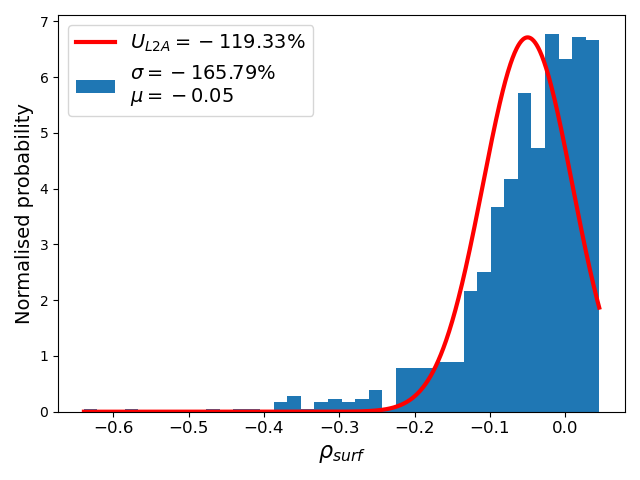 U_{L2A} = −119.33%
σ = −165.79%
μ = −0.05
Normalised probability
7
6
5
4
3
2
1
0
−0.6 −0.5 −0.4 −0.3 −0.2 −0.1 0.0
ρ_{surf}